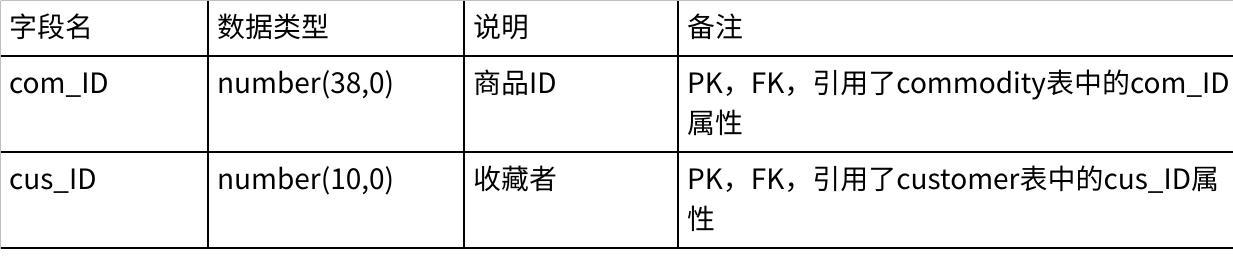 字段名 数据类型 说明 备注
com_ID number(38,0) 商品ID PK，FK，引用了commodity表中的com_ID
属性
cus_ID number(10,0) 收藏者 PK，FK，引用了customer表中的cus_ID属
性